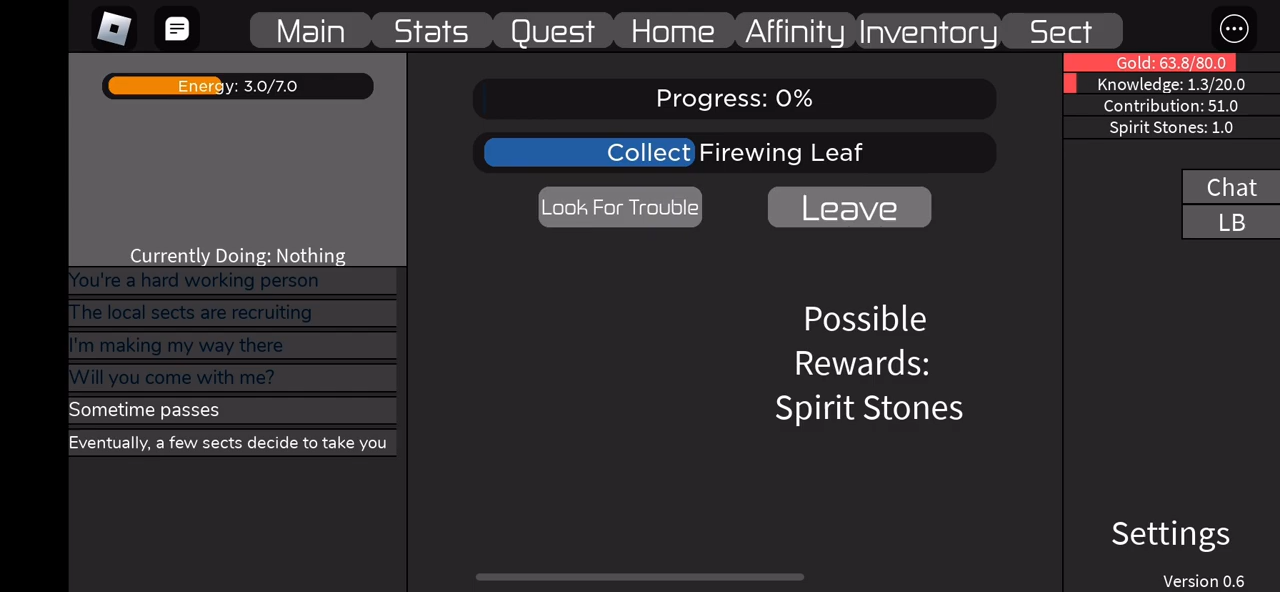 Main
Stats
Quest
Home
Affinity
Inventory
Sect
Energy: 3.0/7.0
Currently Doing: Nothing
You're a hard working person
The local sects are recruiting
I'm making my way there
Will you come with me?
Sometime passes
Eventually, a few sects decide to take you
Progress: 0%
Collect Firewing Leaf
Look For Trouble
Leave
Possible
Rewards:
Spirit Stones
Gold: 63.8/80.0
Knowledge: 1.3/20.0
Contribution: 51.0
Spirit Stones: 1.0
Chat
LB
Settings
Version 0.6